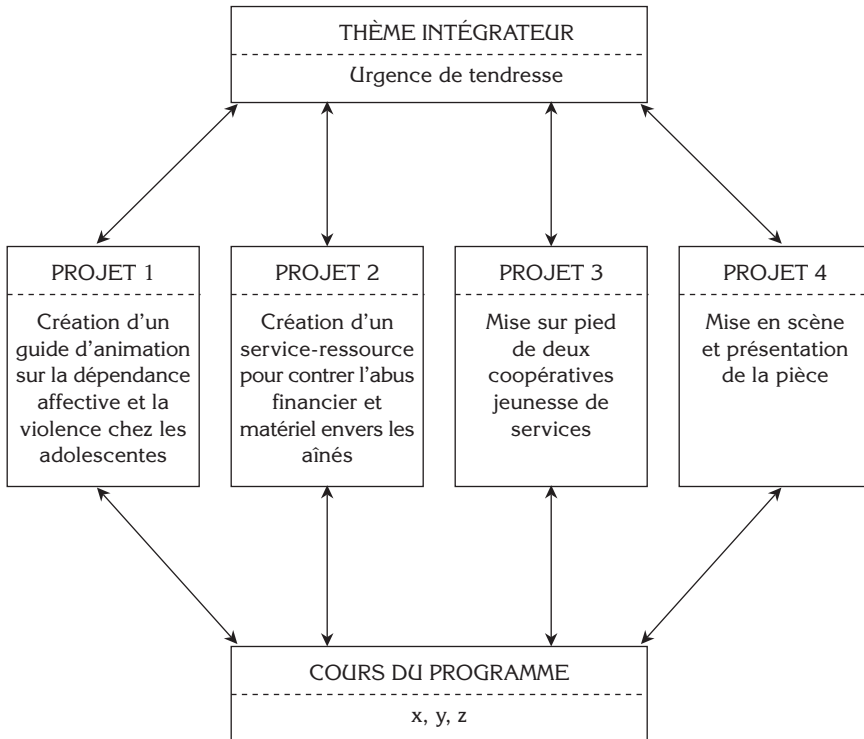 THÈME INTÉGRATEUR
Urgence de tendresse
PROJET 1
Création d'un
guide d'animation
sur la dépendance
affective et la
violence chez les
adolescentes
PROJET 2
Création d'un
service-ressource
pour contrer l'abus
financier et
matériel envers les
aînés
PROJET 3
Mise sur pied
de deux
coopératives
jeunesse de
services
PROJET 4
Mise en scène
et présentation
de la pièce
COURS DU PROGRAMME
x, y, z